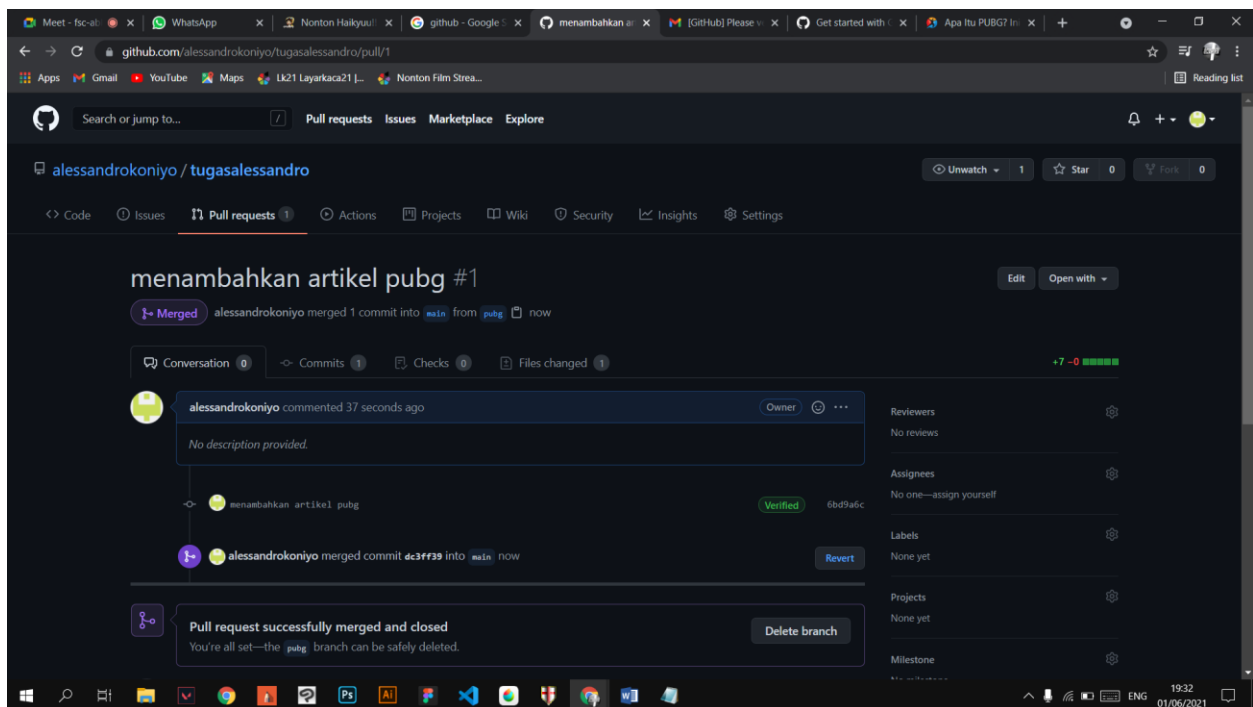 Meet - fsc-ab
WhatsApp
Nonton Haikyuu!!
github - Google S
menambahkan ar
[GitHub] Please v
Get started with
Apa Itu PUBG? In
github.com/alessandrokoniyo/tugasalessandro/pull/1
Apps Gmail YouTube Maps Lk21 Layarkaca21 |... Nonton Film Strea... Reading list
Search or jump to... / Pull requests Issues Marketplace Explore
alessandrokoniyo / tugasalessandro Unwatch 1 Star 0 Fork 0
Code Issues Pull requests 1 Actions Projects Wiki Security Insights Settings
menambahkan artikel pubg #1 Edit Open with
Merged alessandrokoniyo merged 1 commit into main from pubg now
Conversation 0 Commits 1 Checks 0 Files changed 1 +7 −0
alessandrokoniyo commented 37 seconds ago Owner ...
No description provided.
menambahkan artikel pubg Verified 6bd9a6c
alessandrokoniyo merged commit dc3ff39 into main now Revert
Pull request successfully merged and closed
You're all set—the pubg branch can be safely deleted.
Delete branch
Reviewers
No reviews
Assignees
No one—assign yourself
Labels
None yet
Projects
None yet
Milestone
No milestone
Ps Ai ENG 19:32
01/06/2021